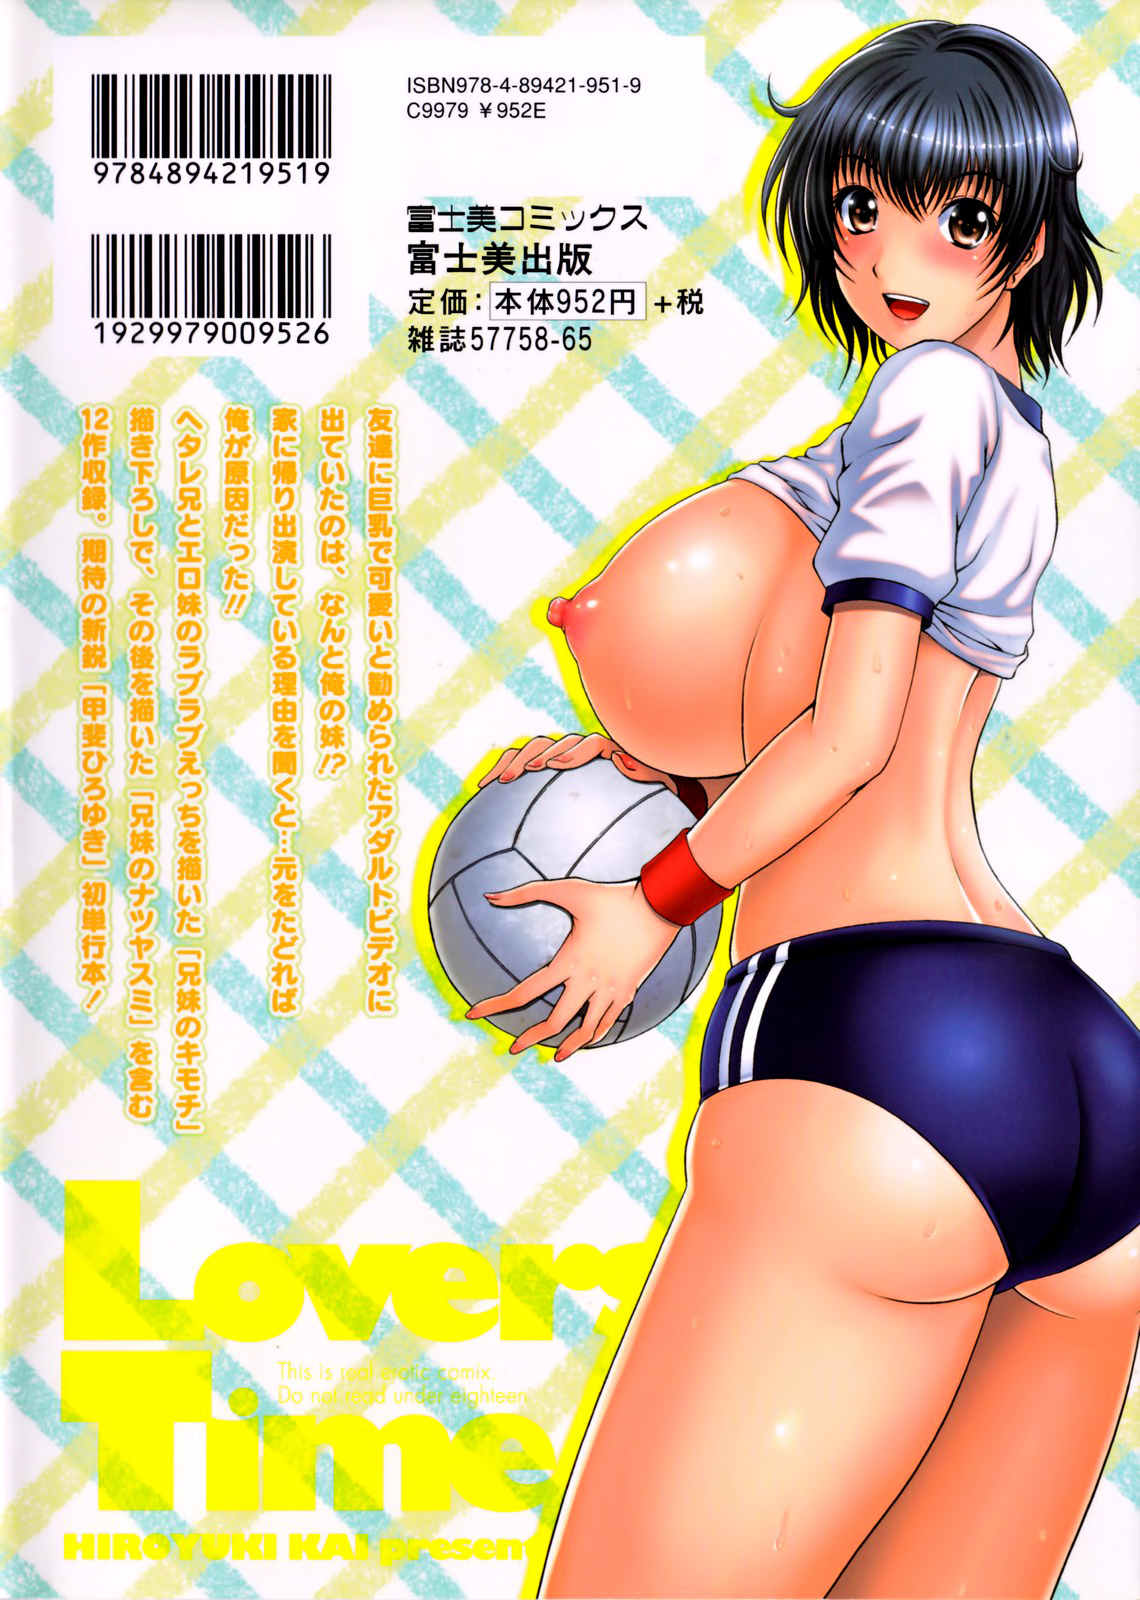 ISBN978-4-89421-951-9
C9979 ¥952E
9784894219519
富士美コミックス
富士美出版
定価：本体952円+税
雑誌57758-65
1929979009526
友達に巨乳で可愛いと勧められたアダルトビデオに
出ていたのは、なんと俺の妹!?
家に帰り出演している理由を聞くと…元をたどれば
俺が原因だった!!
ヘタレ兄とエロ妹のラブラブえっちを描いた「兄妹のキモチ」
描き下ろしで、その後を描いた「兄妹のナツヤスミ」を含む
12作収録。期待の新鋭「甲斐ひろゆき」初単行本！
Lovers
This is real erotic comix.
Do not read under eighteen
Time
HIROYUKI KAI present